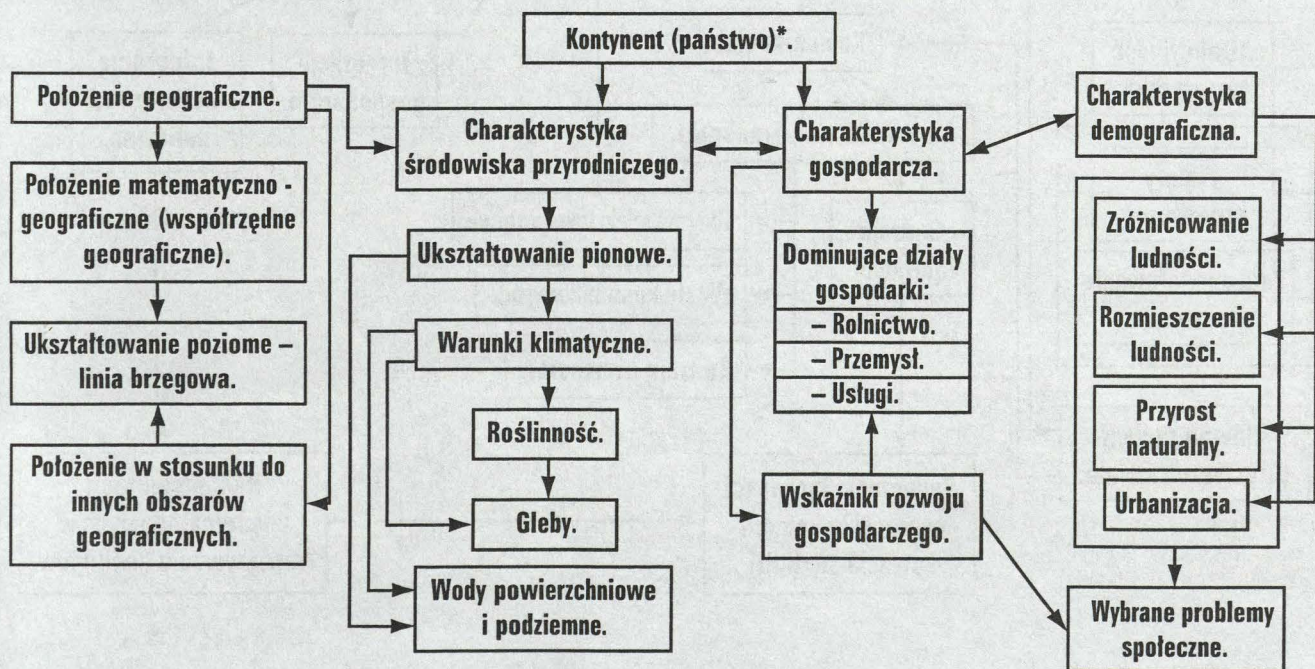 Kontynent (państwo)*.
Położenie geograficzne.
Położenie matematyczno -
geograficzne (współrzędne
geograficzne).
Ukształtowanie poziome –
linia brzegowa.
Położenie w stosunku do
innych obszarów
geograficznych.
Charakterystyka
środowiska przyrodniczego.
Ukształtowanie pionowe.
Warunki klimatyczne.
Roślinność.
Gleby.
Wody powierzchniowe
i podziemne.
Charakterystyka
gospodarcza.
Dominujące działy
gospodarki:
– Rolnictwo.
– Przemysł.
– Usługi.
Wskaźniki rozwoju
gospodarczego.
Charakterystyka
demograficzna.
Zróżnicowanie
ludności.
Rozmieszczenie
ludności.
Przyrost
naturalny.
Urbanizacja.
Wybrane problemy
społeczne.